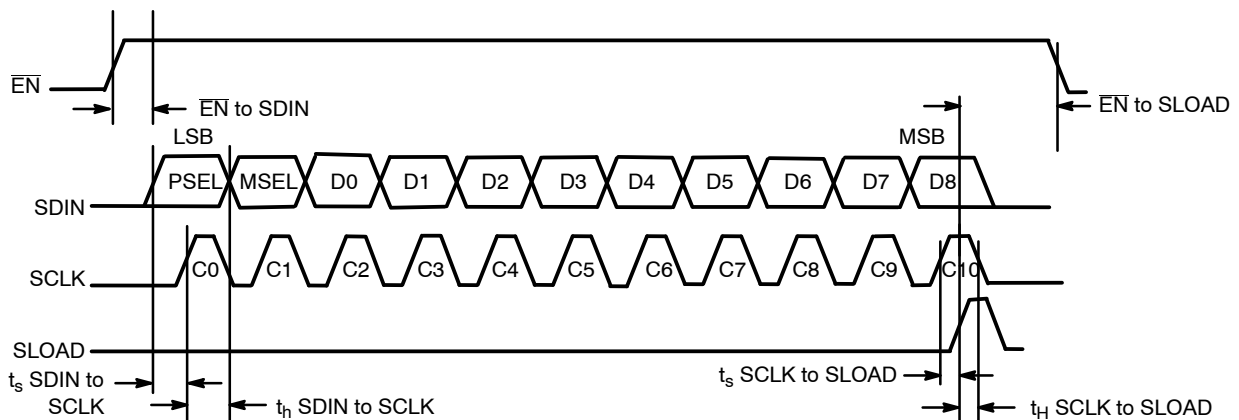 EN
EN to SDIN
EN to SLOAD
LSB
MSB
SDIN
PSEL MSEL D0 D1 D2 D3 D4 D5 D6 D7 D8
SCLK
C0 C1 C2 C3 C4 C5 C6 C7 C8 C9 C10
SLOAD
ts SDIN to
SCLK
th SDIN to SCLK
ts SCLK to SLOAD
tH SCLK to SLOAD